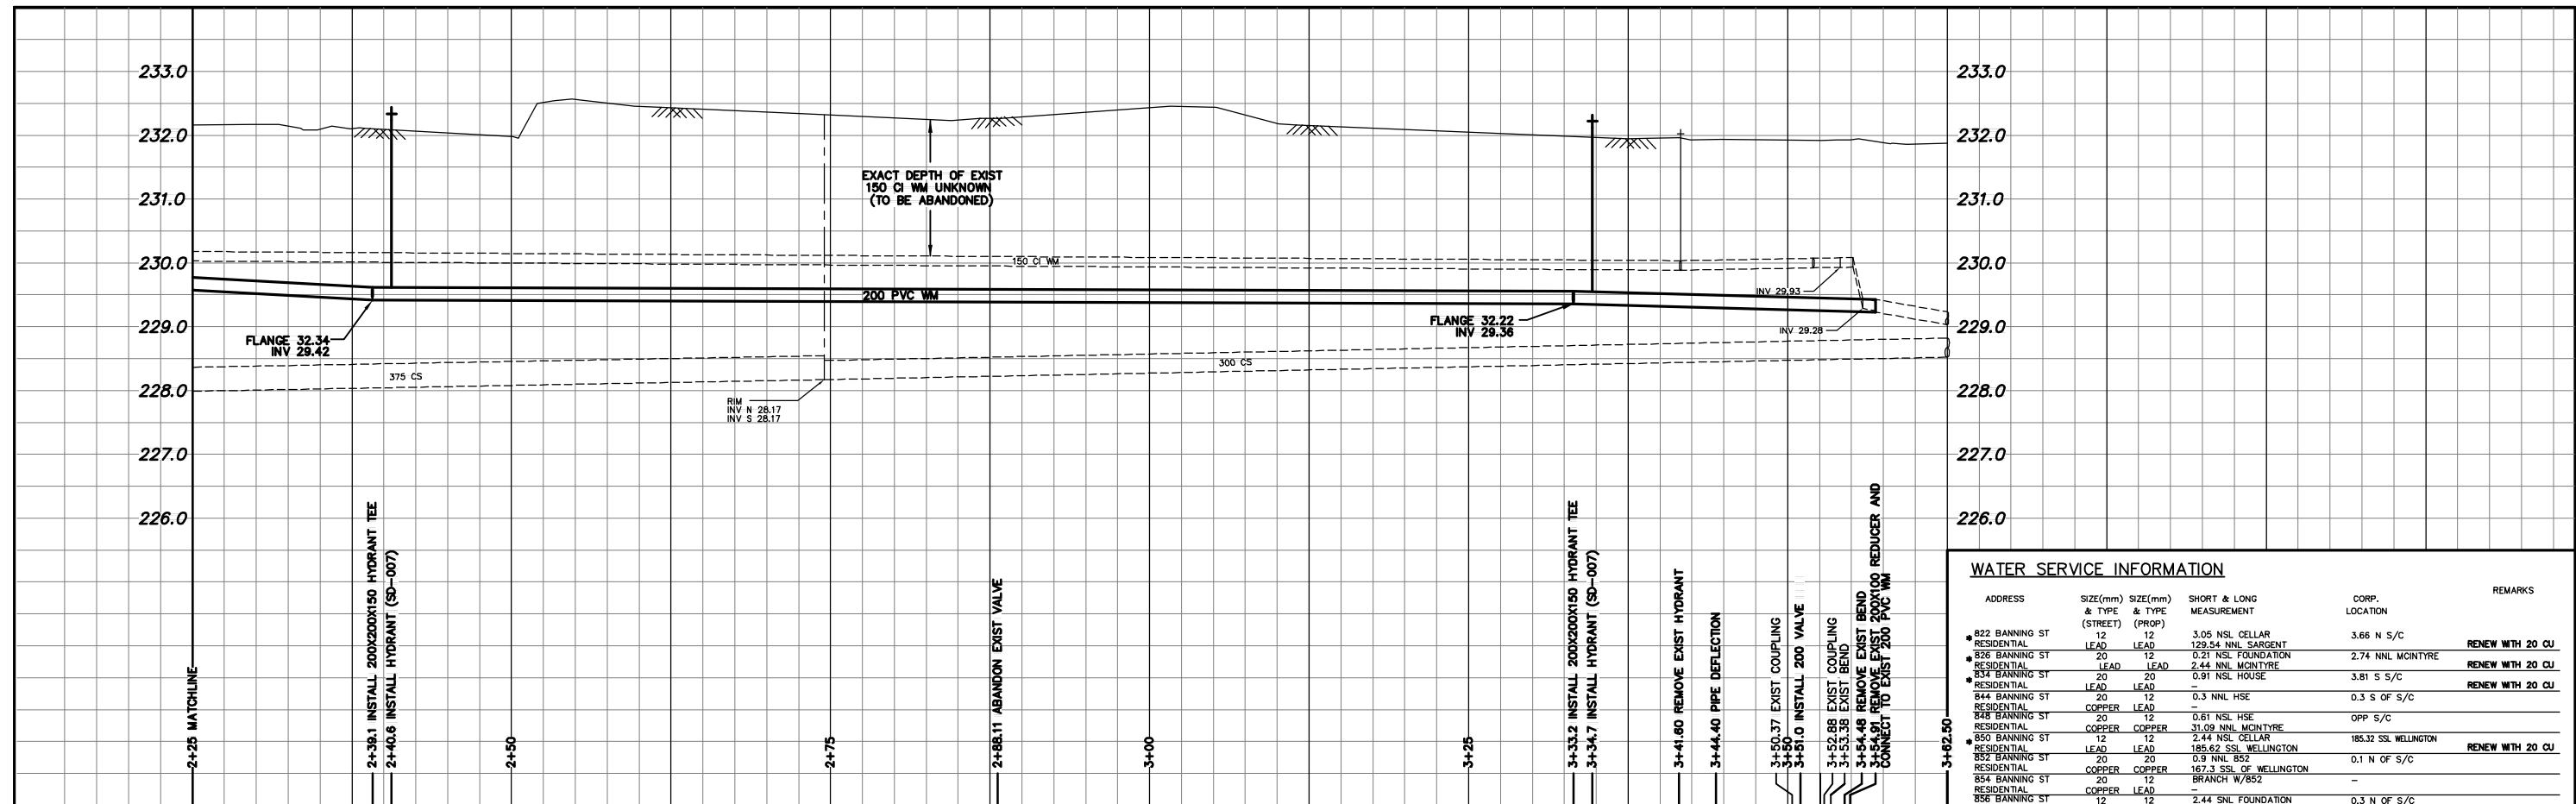 233.0
232.0
231.0
230.0
229.0
228.0
227.0
226.0
EXACT DEPTH OF EXIST
150 CI WM UNKNOWN
(TO BE ABANDONED)
150 CI WM
200 PVC WM
FLANGE 32.34
INV 29.42
375 CS
RIM
INV N 28.17
INV S 28.17
300 CS
FLANGE 32.22
INV 29.36
INV 29.93
INV 29.28
233.0
232.0
231.0
230.0
229.0
228.0
227.0
226.0
2+25 MATCHLINE
2+39.1 INSTALL 200X200X150 HYDRANT TEE
2+40.6 INSTALL HYDRANT (SD-007)
2+50
2+75
2+88.11 ABANDON EXIST VALVE
3+00
3+25
3+33.2 INSTALL 200X200X150 HYDRANT TEE
3+34.7 INSTALL HYDRANT (SD-007)
3+41.60 REMOVE EXIST HYDRANT
3+44.40 PIPE DEFLECTION
3+50.37 EXIST COUPLING
3+50
3+51.0 INSTALL 200 VALVE
3+52.88 EXIST COUPLING
3+53.38 EXIST BEND
3+54.48 REMOVE EXIST BEND
3+54.91 REMOVE EXIST 200X100 REDUCER AND
CONNECT TO EXIST 200 PVC WM
3+62.50
WATER SERVICE INFORMATION
ADDRESS SIZE(mm) SIZE(mm) SHORT & LONG CORP. REMARKS
& TYPE & TYPE MEASUREMENT LOCATION
(STREET) (PROP)
822 BANNING ST 12 12 3.05 NSL CELLAR 3.66 N S/C
RESIDENTIAL LEAD LEAD 129.54 NNL SARGENT RENEW WITH 20 CU
826 BANNING ST 20 12 0.21 NSL FOUNDATION 2.74 NNL MCINTYRE
RESIDENTIAL LEAD LEAD 2.44 NNL MCINTYRE RENEW WITH 20 CU
834 BANNING ST 20 20 0.91 NSL HOUSE 3.81 S S/C
RESIDENTIAL LEAD LEAD – RENEW WITH 20 CU
844 BANNING ST 20 12 0.3 NNL HSE 0.3 S OF S/C
RESIDENTIAL COPPER LEAD –
848 BANNING ST 20 12 0.61 NSL HSE OPP S/C
RESIDENTIAL COPPER COPPER 31.09 NNL MCINTYRE
850 BANNING ST 12 12 2.44 NSL CELLAR 185.32 SSL WELLINGTON
RESIDENTIAL LEAD LEAD 185.62 SSL WELLINGTON RENEW WITH 20 CU
852 BANNING ST 20 20 0.9 NNL 852 0.1 N OF S/C
RESIDENTIAL COPPER COPPER 167.3 SSL OF WELLINGTON
854 BANNING ST 20 12 BRANCH W/852 –
RESIDENTIAL COPPER LEAD –
856 BANNING ST 12 12 2.44 SNL FOUNDATION 0.3 N OF S/C